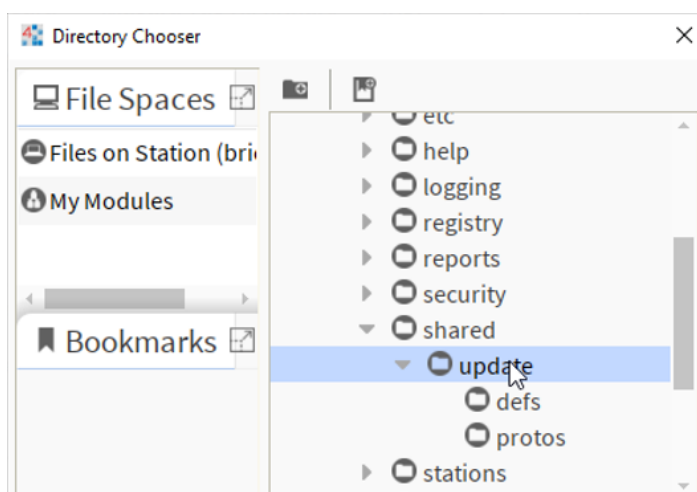 Directory Chooser
File Spaces
Files on Station (bri
My Modules
Bookmarks
etc
help
logging
registry
reports
security
shared
update
defs
protos
stations